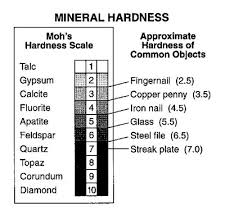 MINERAL HARDNESS
Moh's Hardness Scale
Approximate Hardness of Common Objects
Talc 1
Gypsum 2 Fingernail (2.5)
Calcite 3 Copper penny (3.5)
Fluorite 4 Iron nail (4.5)
Apatite 5 Glass (5.5)
Feldspar 6 Steel file (6.5)
Quartz 7 Streak plate (7.0)
Topaz 8
Corundum 9
Diamond 10